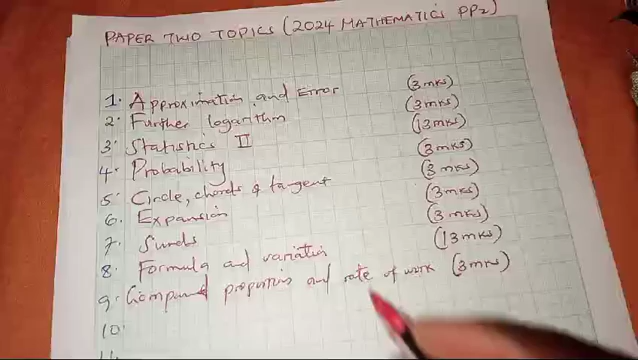 PAPER TWO TOPICS (2024 MATHEMATICS PP2)
1. Approximation and Error (3mks)
2. Further logarithm (3mks)
3. Statistics II (13mks)
4. Probability (3mks)
5. Circle, chords & tangent (3mks)
6. Expansion (3mks)
7. Surds (3mks)
8. Formula and variation (13mks)
9. Compound proportions and rate of work (3mks)
10.
11.